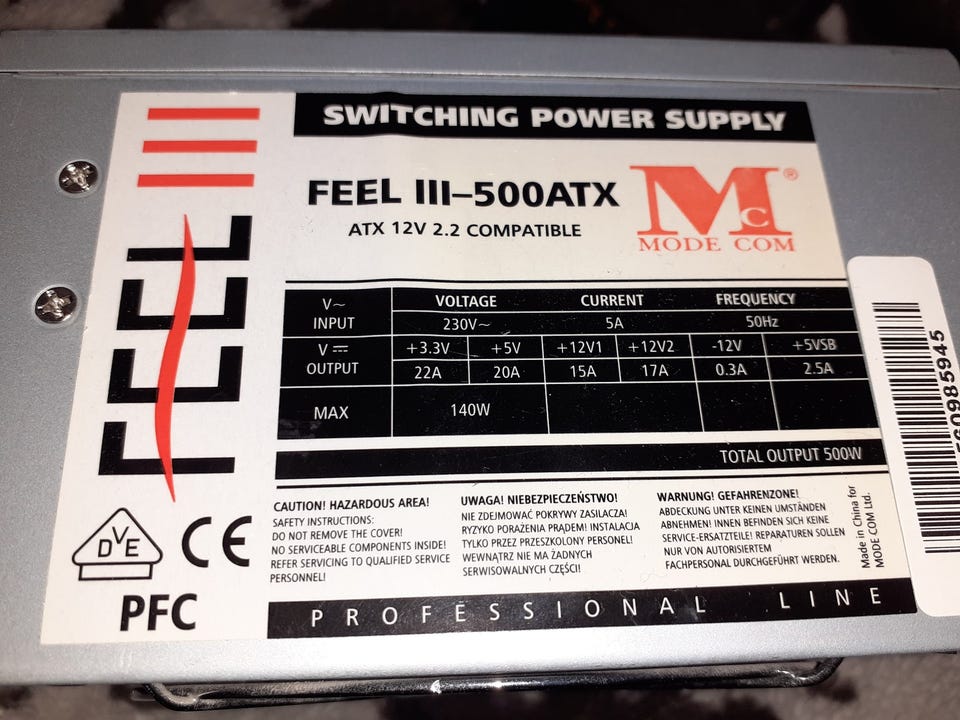 SWITCHING POWER SUPPLY
FEEL III
FEEL III–500ATX
ATX 12V 2.2 COMPATIBLE
MC®
MODE COM
V~ INPUT VOLTAGE CURRENT FREQUENCY
230V~ 5A 50Hz
V⎓ OUTPUT +3.3V +5V +12V1 +12V2 -12V +5VSB
22A 20A 15A 17A 0.3A 2.5A
MAX 140W
TOTAL OUTPUT 500W
CAUTION! HAZARDOUS AREA!
SAFETY INSTRUCTIONS:
DO NOT REMOVE THE COVER!
NO SERVICEABLE COMPONENTS INSIDE!
REFER SERVICING TO QUALIFIED SERVICE
PERSONNEL!
UWAGA! NIEBEZPIECZEŃSTWO!
NIE ZDEJMOWAĆ POKRYWY ZASILACZA!
RYZYKO PORAŻENIA PRĄDEM! INSTALACJA
TYLKO PRZEZ PRZESZKOLONY PERSONEL!
WEWNĄTRZ NIE MA ŻADNYCH
SERWISOWALNYCH CZĘŚCI!
WARNUNG! GEFAHRENZONE!
ABDECKUNG UNTER KEINEN UMSTÄNDEN
ABNEHMEN! INNEN BEFINDEN SICH KEINE
SERVICE-ERSATZTEILE! REPARATUREN SOLLEN
NUR VON AUTORISIERTEM
FACHPERSONAL DURCHGEFÜHRT WERDEN.
Made in China for
MODE COM Ltd.
DVE
CE
PFC
PROFESSIONAL LINE